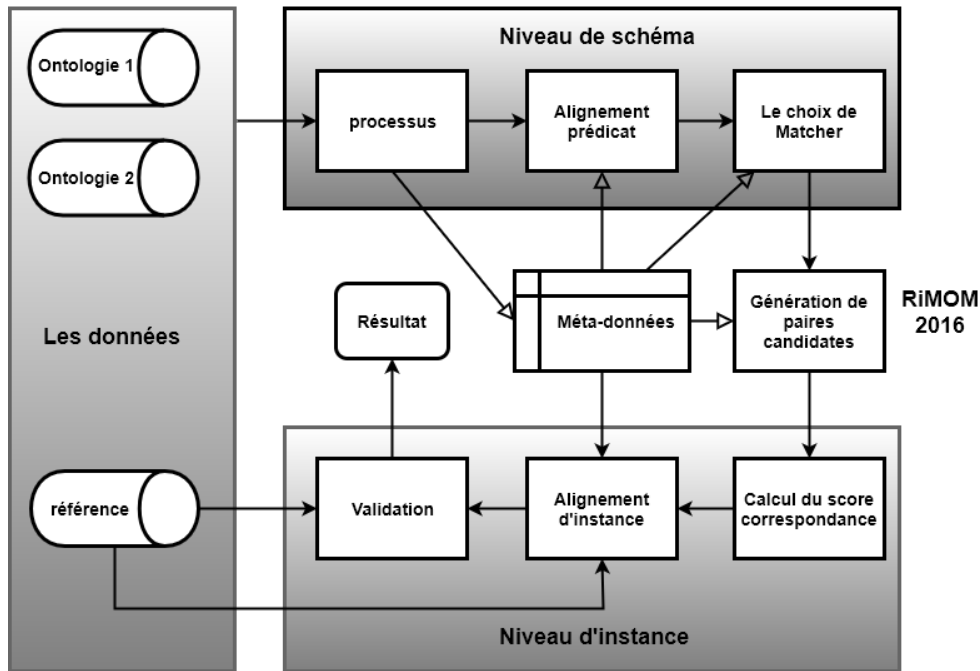 Niveau de schéma
Ontologie 1
processus
Alignement
prédicat
Le choix de
Matcher
Ontologie 2
Les données
Résultat
Méta-données
Génération de
paires
candidates
RiMOM
2016
référence
Validation
Alignement
d'instance
Calcul du score
correspondance
Niveau d'instance